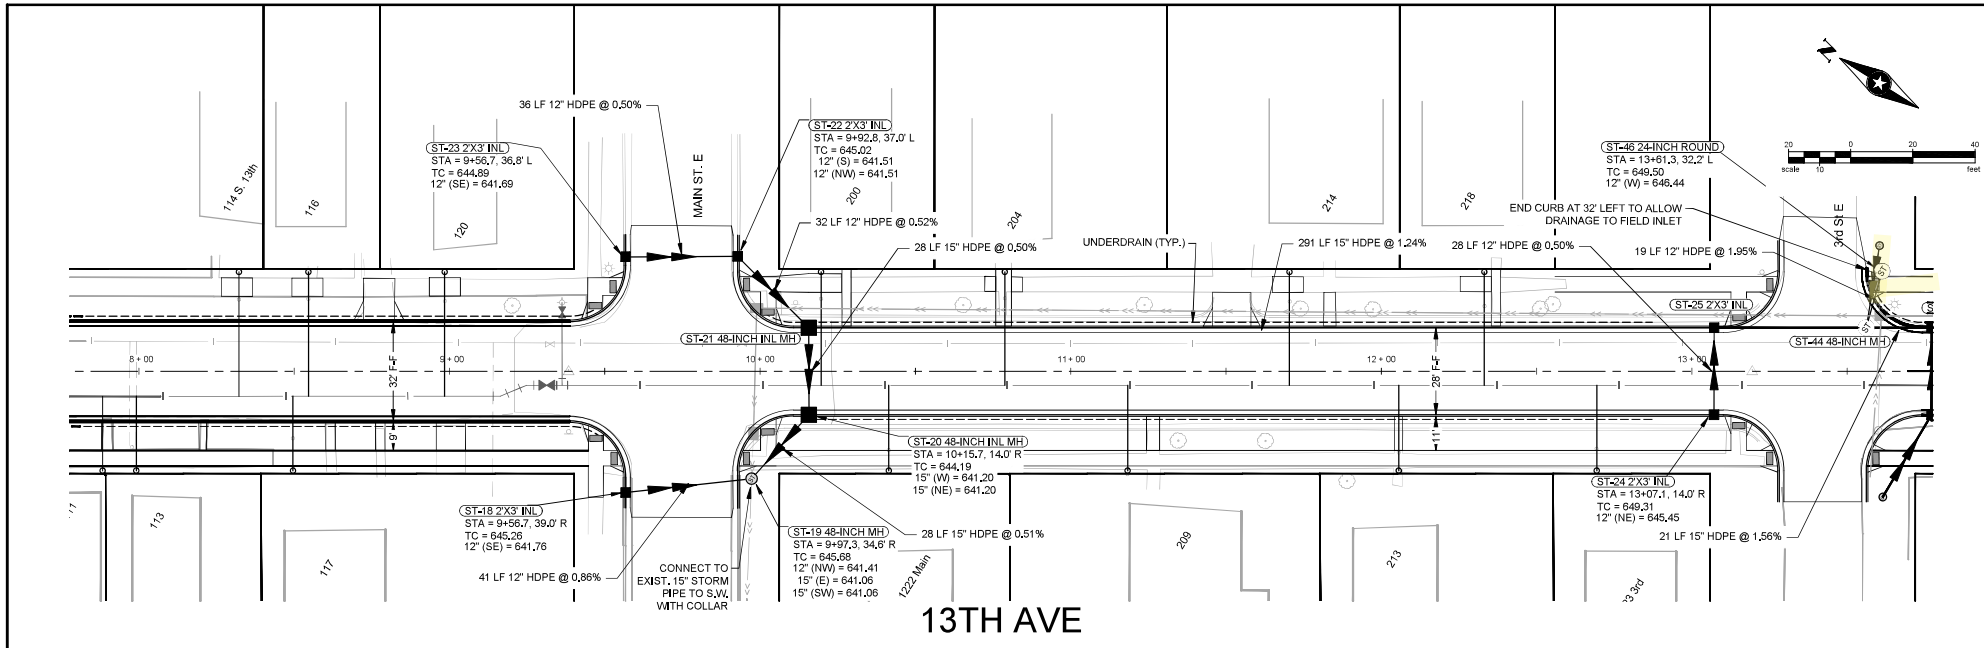 36 LF 12" HDPE @ 0.50%
ST-23 2'X3' INL
STA = 9+56.7, 36.8' L
TC = 644.89
12" (SE) = 641.69
MAIN ST. E
ST-22 2'X3' INL
STA = 9+92.8, 37.0' L
TC = 645.02
12" (S) = 641.51
12" (NW) = 641.51
32 LF 12" HDPE @ 0.52%
28 LF 15" HDPE @ 0.50%
UNDERDRAIN (TYP.)
291 LF 15" HDPE @ 1.24%
28 LF 12" HDPE @ 0.50%
ST-46 24-INCH ROUND
STA = 13+61.3, 32.2' L
TC = 649.50
12" (W) = 646.44
END CURB AT 32' LEFT TO ALLOW
DRAINAGE TO FIELD INLET
19 LF 12" HDPE @ 1.95%
3rd St E
N
20
0
20
40
scale
10
feet
114 S. 13th
116
120
200
204
214
218
ST-21 48-INCH INL MH
ST-25 2'X3' INL
ST-44 48-INCH MH
ST
ST
8 + 00
9 + 00
10 + 00
11 + 00
12 + 00
13 + 00
32' F-F
28' F-F
9'
11'
ST-18 2'X3' INL
STA = 9+56.7, 39.0' R
TC = 645.26
12" (SE) = 641.76
41 LF 12" HDPE @ 0.86%
CONNECT TO
EXIST. 15" STORM
PIPE TO S.W.
WITH COLLAR
ST
ST-19 48-INCH MH
STA = 9+97.3, 34.6' R
TC = 645.68
12" (NW) = 641.41
15" (E) = 641.06
15" (SW) = 641.06
ST-20 48-INCH INL MH
STA = 10+15.7, 14.0' R
TC = 644.19
15" (W) = 641.20
15" (NE) = 641.20
28 LF 15" HDPE @ 0.51%
ST-24 2'X3' INL
STA = 13+07.1, 14.0' R
TC = 649.31
12" (NE) = 645.45
21 LF 15" HDPE @ 1.56%
113
117
1222 Main
209
213
13TH AVE